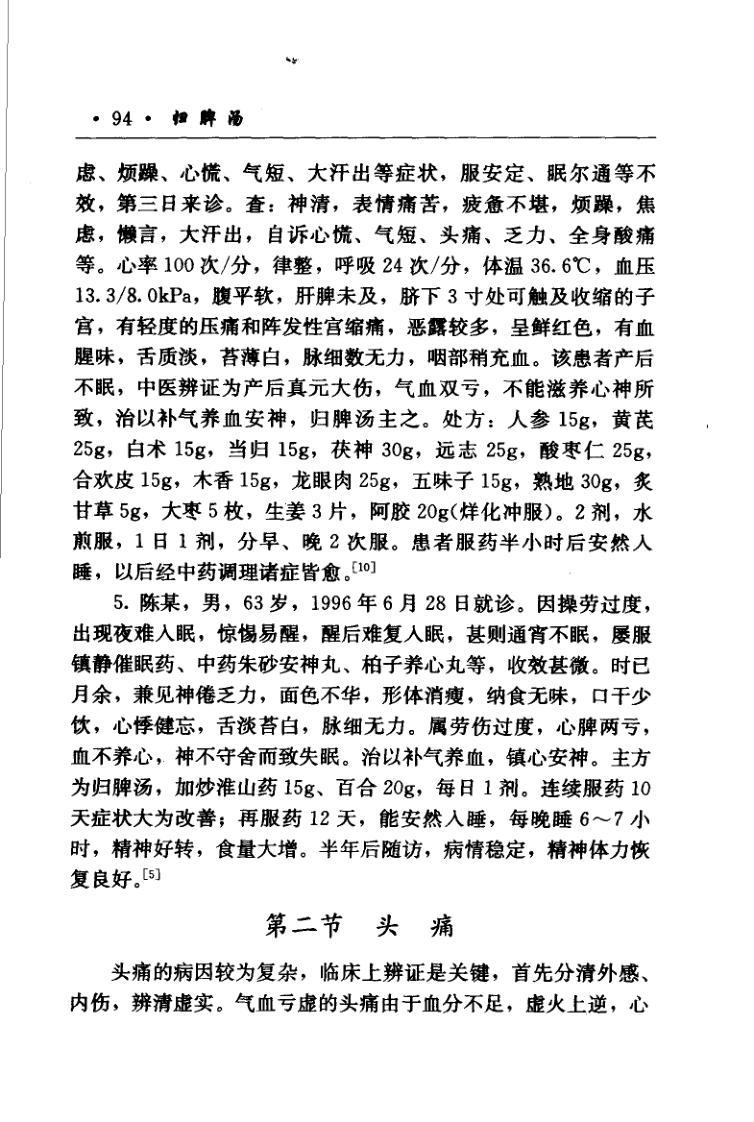 · 94 · 归脾汤
虑、烦躁、心慌、气短、大汗出等症状，服安定、眠尔通等不
效，第三日来诊。查：神清，表情痛苦，疲惫不堪，烦躁，焦
虑，懒言，大汗出，自诉心慌、气短、头痛、乏力、全身酸痛
等。心率 100 次/分，律整，呼吸 24 次/分，体温 36.6℃，血压
13.3/8.0kPa，腹平软，肝脾未及，脐下 3 寸处可触及收缩的子
宫，有轻度的压痛和阵发性宫缩痛，恶露较多，呈鲜红色，有血
腥味，舌质淡，苔薄白，脉细数无力，咽部稍充血。该患者产后
不眠，中医辨证为产后真元大伤，气血双亏，不能滋养心神所
致，治以补气养血安神，归脾汤主之。处方：人参 15g，黄芪
25g，白术 15g，当归 15g，茯神 30g，远志 25g，酸枣仁 25g，
合欢皮 15g，木香 15g，龙眼肉 25g，五味子 15g，熟地 30g，炙
甘草 5g，大枣 5 枚，生姜 3 片，阿胶 20g(烊化冲服)。2 剂，水
煎服，1 日 1 剂，分早、晚 2 次服。患者服药半小时后安然入
睡，以后经中药调理诸症皆愈。[10]
5. 陈某，男，63 岁，1996 年 6 月 28 日就诊。因操劳过度，
出现夜难入眠，惊惕易醒，醒后难复入眠，甚则通宵不眠，屡服
镇静催眠药、中药朱砂安神丸、柏子养心丸等，收效甚微。时已
月余，兼见神倦乏力，面色不华，形体消瘦，纳食无味，口干少
饮，心悸健忘，舌淡苔白，脉细无力。属劳伤过度，心脾两亏，
血不养心，神不守舍而致失眠。治以补气养血，镇心安神。主方
为归脾汤，加炒淮山药 15g、百合 20g，每日 1 剂。连续服药 10
天症状大为改善；再服药 12 天，能安然入睡，每晚睡 6～7 小
时，精神好转，食量大增。半年后随访，病情稳定，精神体力恢
复良好。[5]
第二节 头 痛
头痛的病因较为复杂，临床上辨证是关键，首先分清外感、
内伤，辨清虚实。气血亏虚的头痛由于血分不足，虚火上逆，心